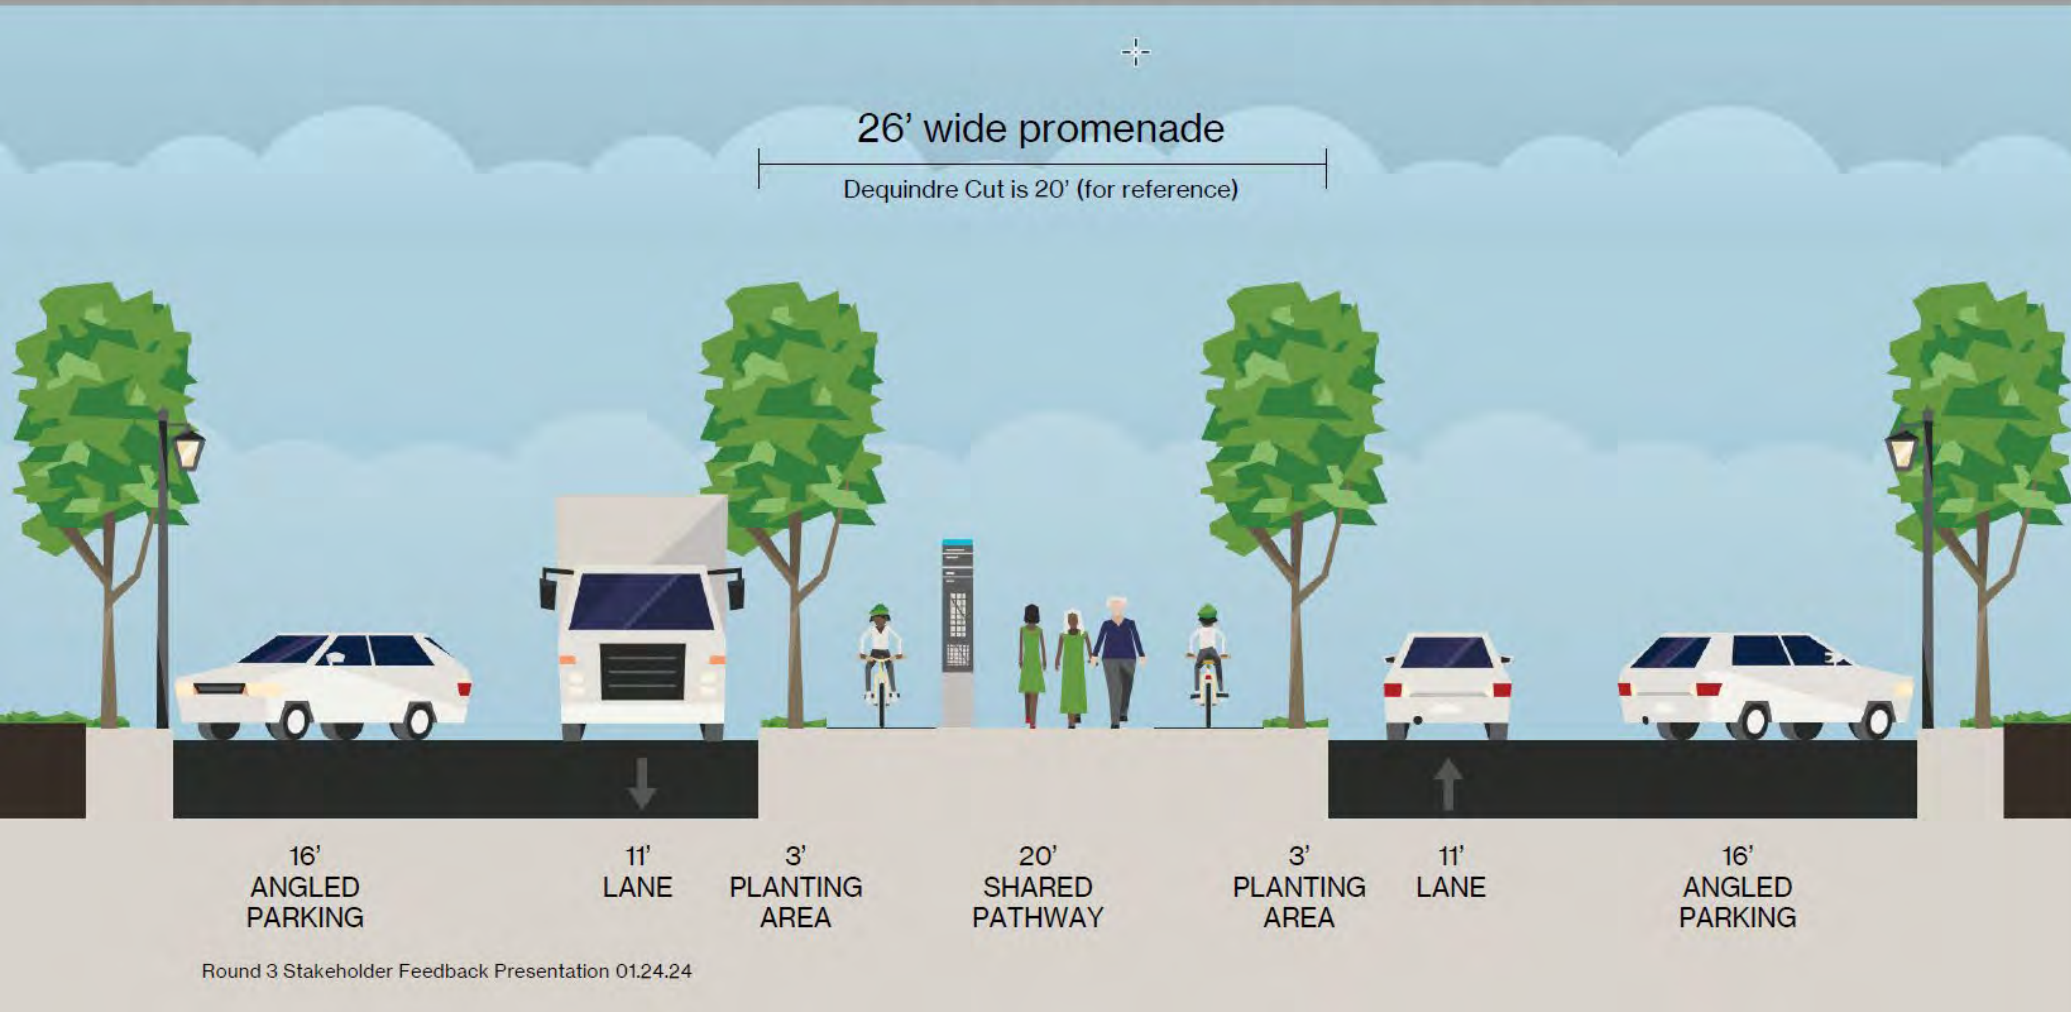 26’ wide promenade
Dequindre Cut is 20’ (for reference)
16’
ANGLED
PARKING
11’
LANE
3’
PLANTING
AREA
20’
SHARED
PATHWAY
3’
PLANTING
AREA
11’
LANE
16’
ANGLED
PARKING
Round 3 Stakeholder Feedback Presentation 01.24.24